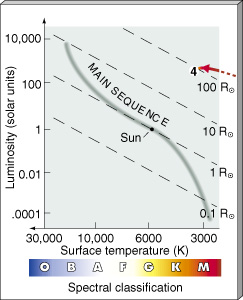 Luminosity (solar units)
10,000
100
1
0.01
.0001
MAIN SEQUENCE
Sun
4
100 R⊙
10 R⊙
1 R⊙
0.1 R⊙
30,000 10,000 6000 3000
Surface temperature (K)
O B A F G K M
Spectral classification